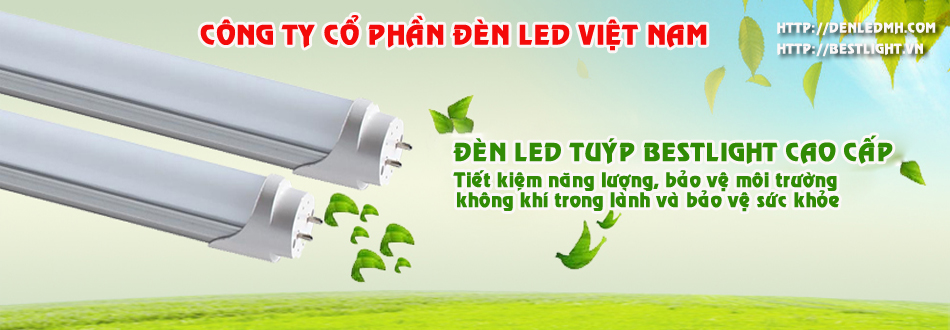 CÔNG TY CỔ PHẦN ĐÈN LED VIỆT NAM
HTTP://DENLEDMH.COM
HTTP://BESTLIGHT.VN
ĐÈN LED TUÝP BESTLIGHT CAO CẤP
Tiết kiệm năng lượng, bảo vệ môi trường
không khí trong lành và bảo vệ sức khỏe